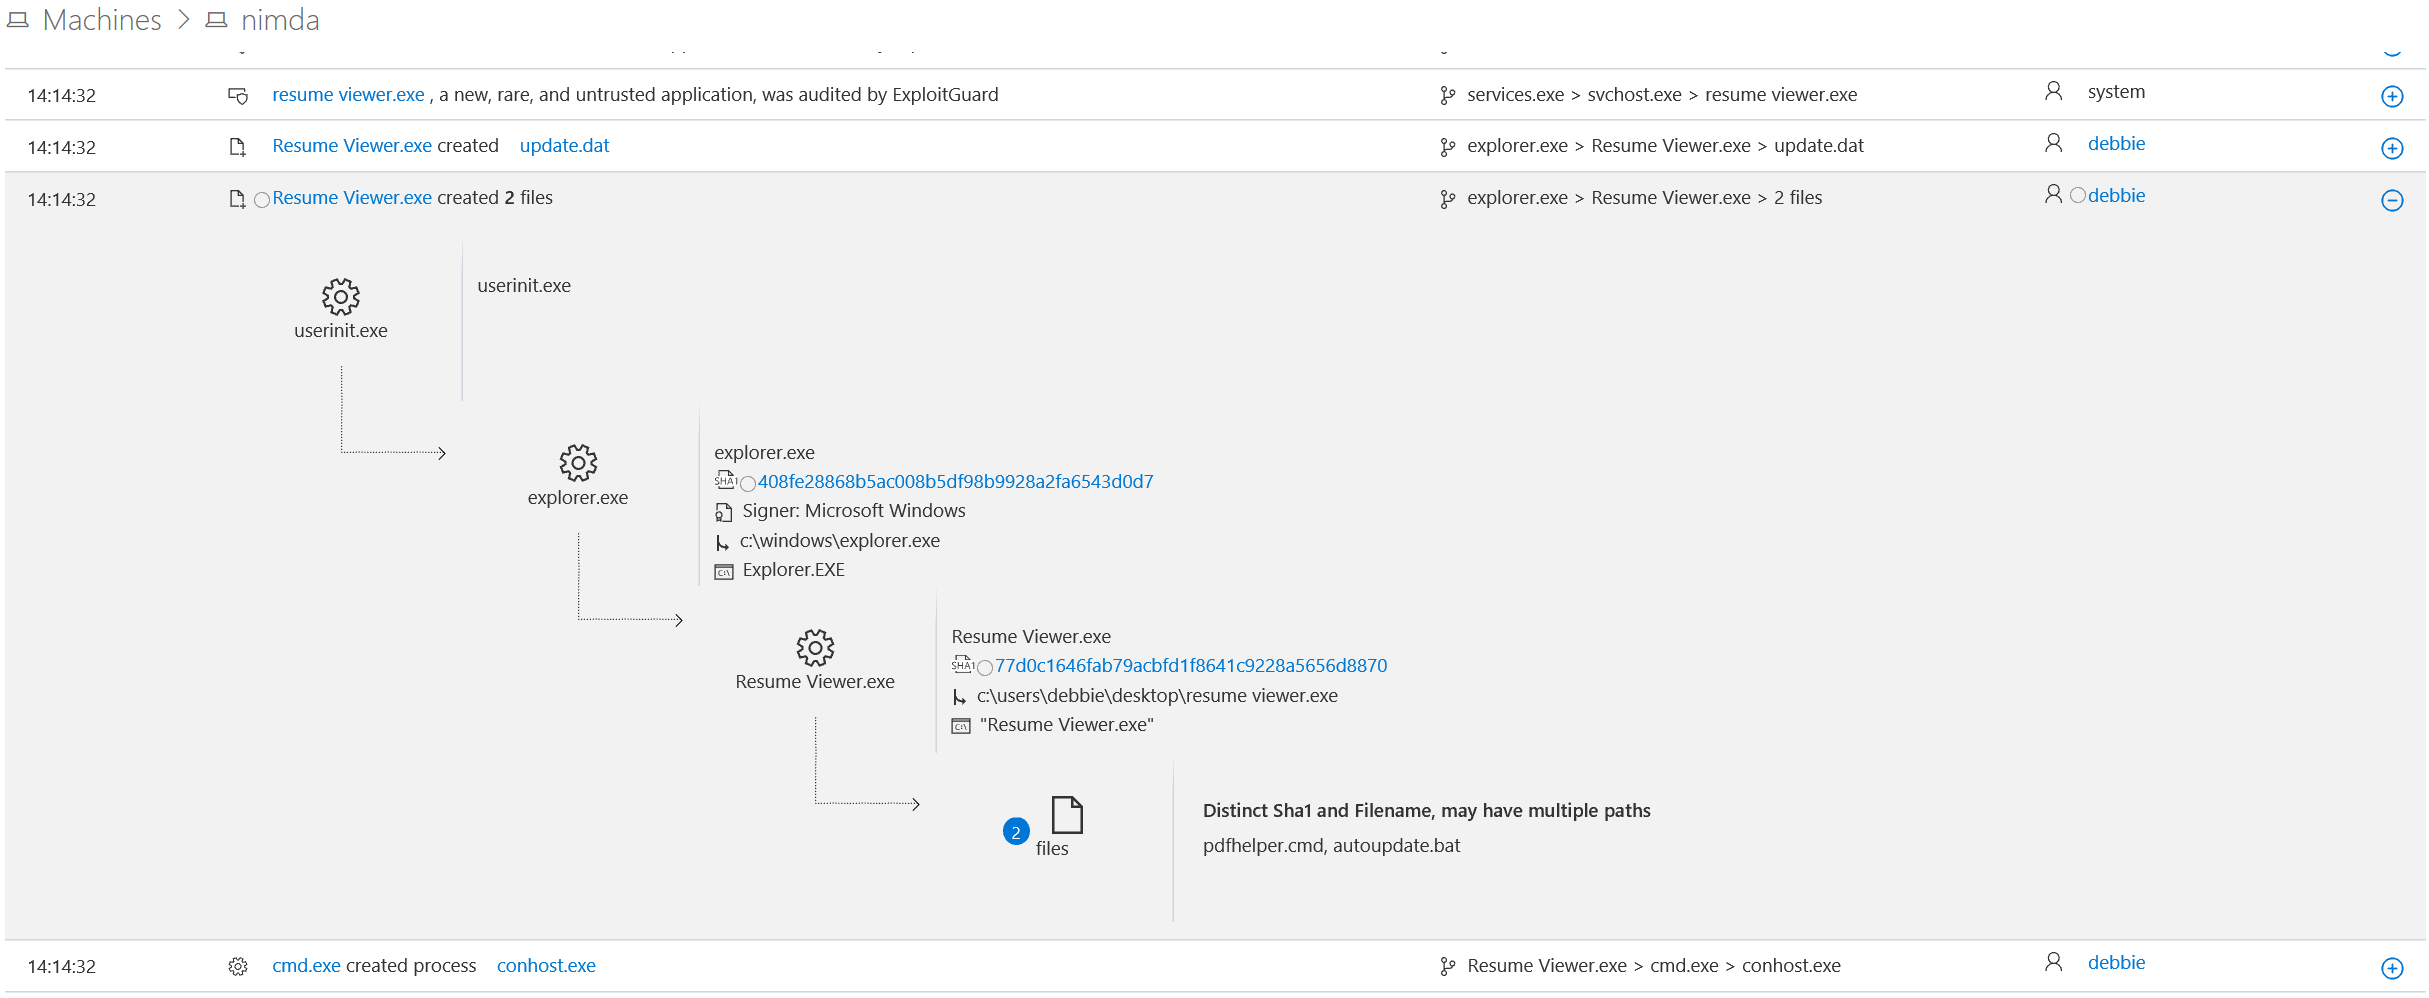 Machines > nimda
14:14:32 resume viewer.exe , a new, rare, and untrusted application, was audited by ExploitGuard services.exe > svchost.exe > resume viewer.exe system
14:14:32 Resume Viewer.exe created update.dat explorer.exe > Resume Viewer.exe > update.dat debbie
14:14:32 Resume Viewer.exe created 2 files explorer.exe > Resume Viewer.exe > 2 files debbie
userinit.exe
userinit.exe
explorer.exe
explorer.exe
SHA1 408fe28868b5ac008b5df98b9928a2fa6543d0d7
Signer: Microsoft Windows
c:\windows\explorer.exe
C:\ Explorer.EXE
Resume Viewer.exe
Resume Viewer.exe
SHA1 77d0c1646fab79acbfd1f8641c9228a5656d8870
c:\users\debbie\desktop\resume viewer.exe
C:\ "Resume Viewer.exe"
2 files
Distinct Sha1 and Filename, may have multiple paths
pdfhelper.cmd, autoupdate.bat
14:14:32 cmd.exe created process conhost.exe Resume Viewer.exe > cmd.exe > conhost.exe debbie